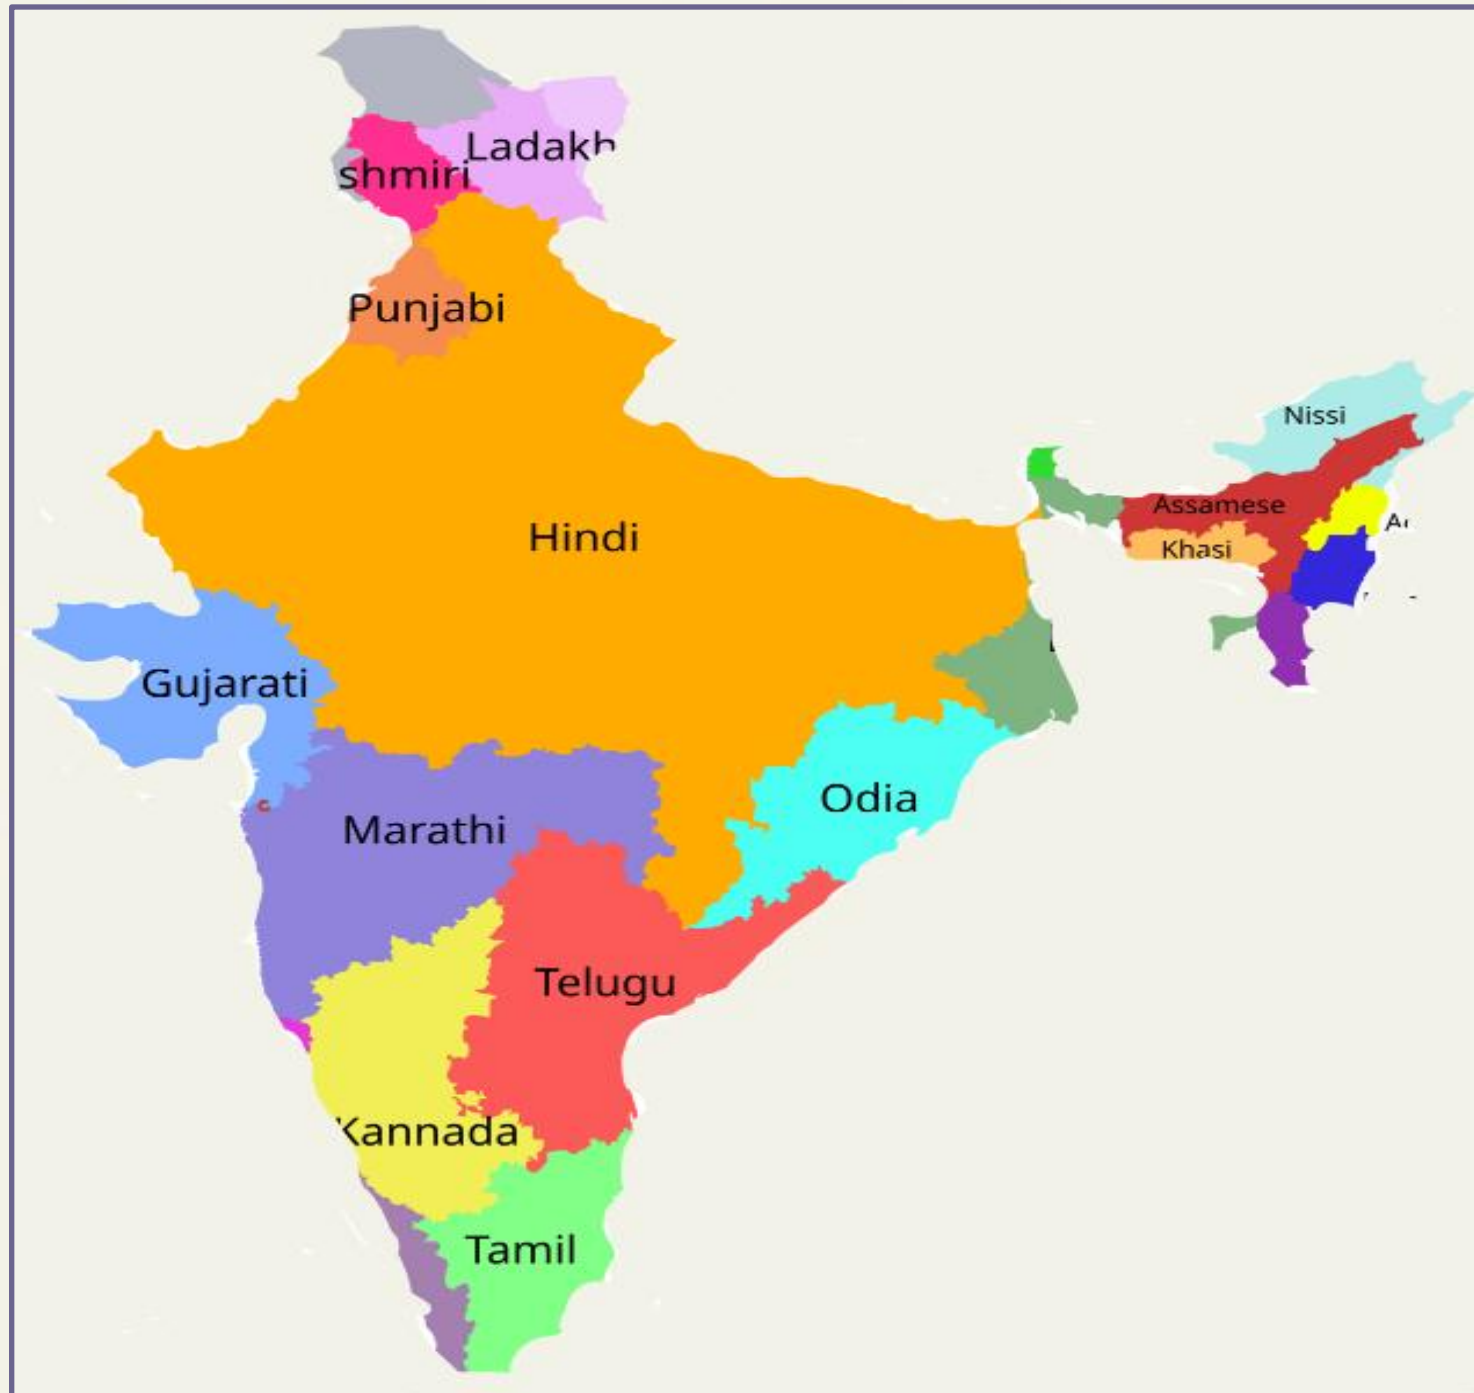 Ladakh
shmiri
Punjabi
Nissi
Assamese
Hindi
Khasi
Gujarati
Odia
Marathi
Telugu
Kannada
Tamil